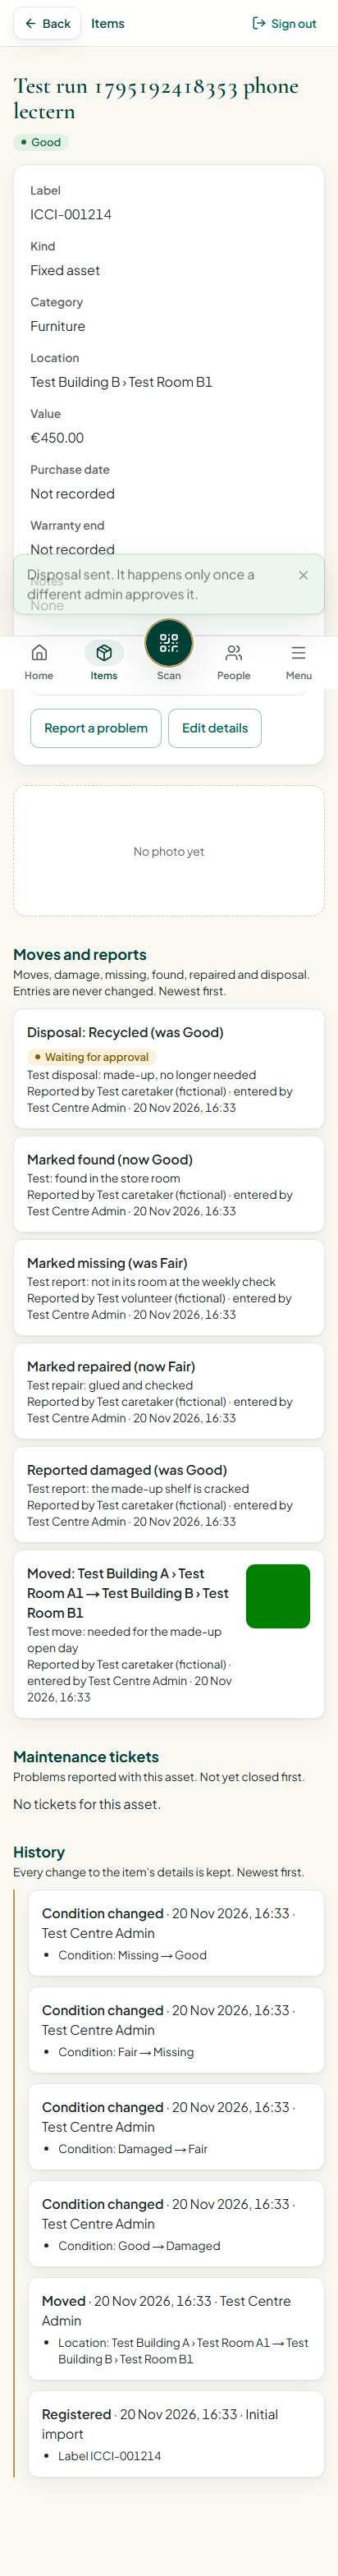 Back
Items
Sign out
Test run 1795192418353 phone
lectern
Good
Label
ICCI-001214
Kind
Fixed asset
Category
Furniture
Location
Test Building B › Test Room B1
Value
€450.00
Purchase date
Not recorded
Warranty end
Not recorded
Notes
None
Disposal sent. It happens only once a
different admin approves it.
Home
Items
Scan
People
Menu
Report a problem
Edit details
No photo yet
Moves and reports
Moves, damage, missing, found, repaired and disposal.
Entries are never changed. Newest first.
Disposal: Recycled (was Good)
Waiting for approval
Test disposal: made-up, no longer needed
Reported by Test caretaker (fictional) · entered by
Test Centre Admin · 20 Nov 2026, 16:33
Marked found (now Good)
Test: found in the store room
Reported by Test caretaker (fictional) · entered by
Test Centre Admin · 20 Nov 2026, 16:33
Marked missing (was Fair)
Test report: not in its room at the weekly check
Reported by Test volunteer (fictional) · entered by
Test Centre Admin · 20 Nov 2026, 16:33
Marked repaired (now Fair)
Test repair: glued and checked
Reported by Test caretaker (fictional) · entered by
Test Centre Admin · 20 Nov 2026, 16:33
Reported damaged (was Good)
Test report: the made-up shelf is cracked
Reported by Test caretaker (fictional) · entered by
Test Centre Admin · 20 Nov 2026, 16:33
Moved: Test Building A › Test
Room A1 → Test Building B › Test
Room B1
Test move: needed for the made-up
open day
Reported by Test caretaker (fictional) ·
entered by Test Centre Admin · 20 Nov
2026, 16:33
Maintenance tickets
Problems reported with this asset. Not yet closed first.
No tickets for this asset.
History
Every change to the item's details is kept. Newest first.
Condition changed · 20 Nov 2026, 16:33 ·
Test Centre Admin
• Condition: Missing → Good
Condition changed · 20 Nov 2026, 16:33 ·
Test Centre Admin
• Condition: Fair → Missing
Condition changed · 20 Nov 2026, 16:33 ·
Test Centre Admin
• Condition: Damaged → Fair
Condition changed · 20 Nov 2026, 16:33 ·
Test Centre Admin
• Condition: Good → Damaged
Moved · 20 Nov 2026, 16:33 · Test Centre
Admin
• Location: Test Building A › Test Room A1 → Test
Building B › Test Room B1
Registered · 20 Nov 2026, 16:33 · Initial
import
• Label ICCI-001214